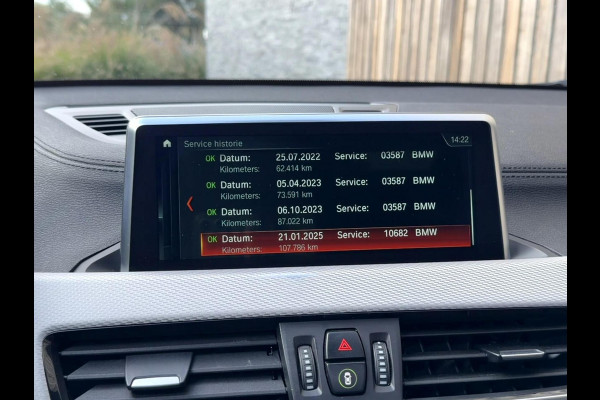 Service historie 14:22
OK Datum: 25.07.2022 Service: 03587 BMW
Kilometers: 62.414 km
OK Datum: 05.04.2023 Service: 03587 BMW
Kilometers: 73.591 km
OK Datum: 06.10.2023 Service: 03587 BMW
Kilometers: 87.022 km
OK Datum: 21.01.2025 Service: 10682 BMW
Kilometers: 107.786 km